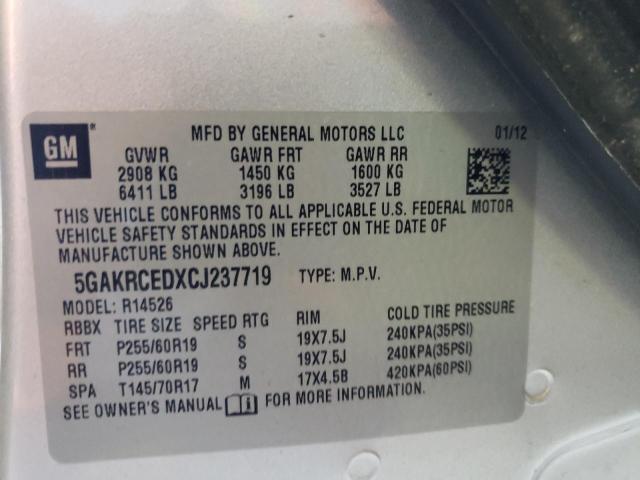 GM
MFD BY GENERAL MOTORS LLC 01/12
GVWR GAWR FRT GAWR RR
2908 KG 1450 KG 1600 KG
6411 LB 3196 LB 3527 LB
THIS VEHICLE CONFORMS TO ALL APPLICABLE U.S. FEDERAL MOTOR
VEHICLE SAFETY STANDARDS IN EFFECT ON THE DATE OF
MANUFACTURE SHOWN ABOVE.
5GAKRCEDXCJ237719 TYPE: M.P.V.
MODEL: R14526
RBBX TIRE SIZE SPEED RTG RIM COLD TIRE PRESSURE
FRT P255/60R19 S 19X7.5J 240KPA(35PSI)
RR P255/60R19 S 19X7.5J 240KPA(35PSI)
SPA T145/70R17 M 17X4.5B 420KPA(60PSI)
SEE OWNER'S MANUAL i FOR MORE INFORMATION.